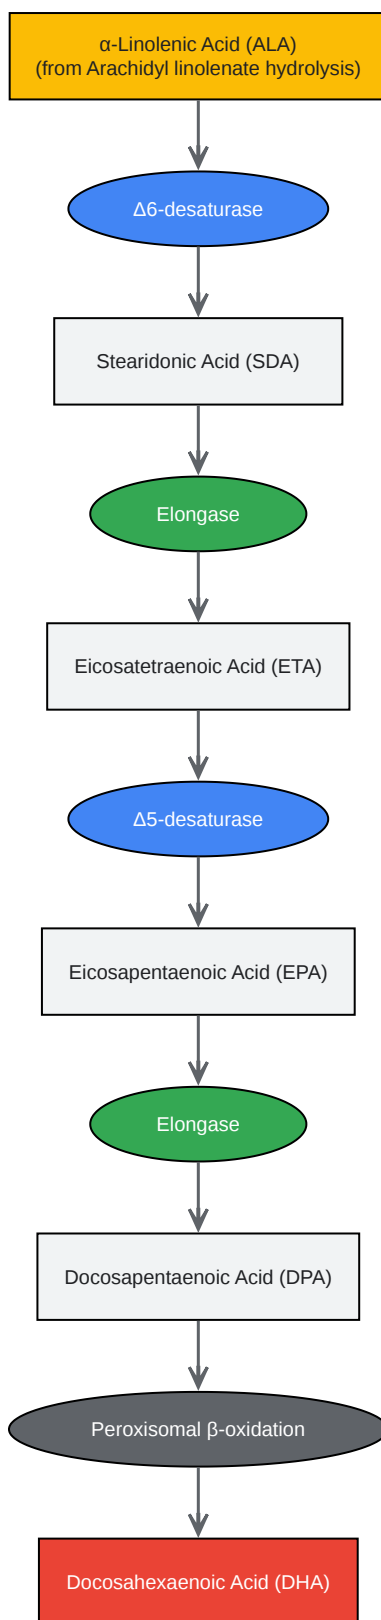 α-Linolenic Acid (ALA)
(from Arachidyl linolenate hydrolysis)
Δ6-desaturase
Stearidonic Acid (SDA)
Elongase
Eicosatetraenoic Acid (ETA)
Δ5-desaturase
Eicosapentaenoic Acid (EPA)
Elongase
Docosapentaenoic Acid (DPA)
Peroxisomal β-oxidation
Docosahexaenoic Acid (DHA)